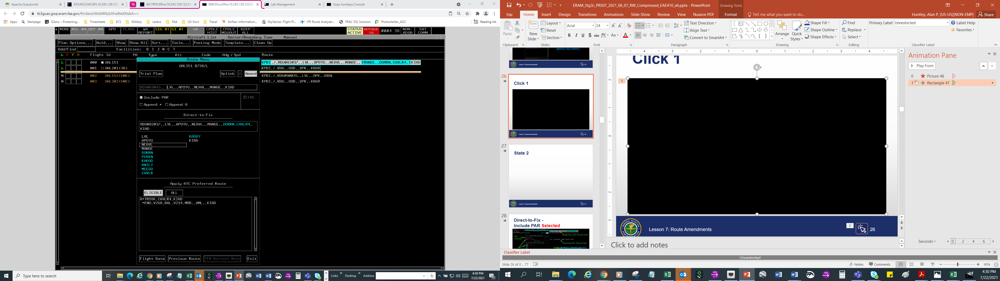 Apache Guacamole
455/MCG:MCWS:10.245.129.122:
16
867/RPD:RPos:10.245.129.122:54
868/DVu:DPos:10.245.129.122:54
Lab Management
Guac huntleya Console
tb3guac.gwp.eram.faa.gov/#/client/MzM4NzEAYwBteXNxbA==
Apps
Startpage
Gibiru – Protecting...
Timesheets
ECS
Military
Leidos
FAA
US Govt
Travel
AirNav: Information...
SkyVector: Flight Pl...
IFR Route Analyzer...
FRAC SSL Solution
Photoshelter_AOC
Reading list
MORE
ACL 04
DEP 00
GPD
PLANS
WX REPORT
SIG 01
GI 01
UA
CPDLC HIST
CPDLC MSGOUT
KEEP ALL
STATUS ACTIVE
OUTAGE 16
0004 38
NON-ADSB
SAT COMM
Aircraft List Sector/Boundary Time Manual
Plan Options...
Hold...
Show
Show All
Sort...
Tools...
Posting Mode
Template...
Clean Up
Add/Find
Facilities: B I J N C T
R Y A Flight Id PA Type Alt Code Hdg / Spd Route
000 UAL151
KPBI./.RDU082037..LVL..APOYU..NEAVL..MANGE..[MANGE..DORRN.CAVLR4.]KIAD
001 UAL201(36)
KPBI./.RDU..OOD..DPK..KBGR
N 002 UAL152(UNK)
KPBI./.RDU090035..LVL..DPK..KBDL
N 003 UAL202(UNK)
KPBI./.RDU..OOD..DPK..KBGR
Route Menu
UAL151 B738/L
Trial Plan
Uplink
Amend
RDU069043..]LVL..APOYU..NEAVL..MANGE..KIAD
Include PAR
FRC
Append *
Append
Direct-to-Fix
RDU082037..LVL..APOYU..NEAVL..MANGE..DORRN.CAVLR4.
KIAD
LVL KASDY
APOYU KIAD
NEAVL
MANGE
DORRN
PERKN
KHOOD
BNTLY
MEEGO
CAVLR
Apply ATC Preferred Route
ELIGIBLE
ALL
A→TRSSK.CAVLR4.KIAD
→ENO.V268.BAL.V214.MRB..AML..KIAD
Flight Data
Previous Route
TFM Reroute Menu
Exit
Type here to search
Links
Desktop
Address
4:30 PM
7/22/2021
13
ERAM_Stg3c_PRS07_2021_06_07_RW_Compressed_EAE410_ah.pptx - PowerPoint
Drawing Tools
File
Home
Insert
Design
Transitions
Animations
Slide Show
Review
View
Nuance PDF
Format
Tell me what you want to do...
Huntley, Alan P. [US-US][NON-EMP]
Share
Paste
New Slide
Layout
Reset
Section
Arial
24
B I U S abc AV Aa A
Text Direction
Align Text
Convert to SmartArt
Arrange
Quick Styles
Shape Fill
Shape Outline
Shape Effects
Find
Replace
Select
Primary Label
Unrestricted
Label Help
Favorites
Clipboard
Slides
Font
Paragraph
Drawing
Editing
Classifier Label
[MATOX..FAK.COATT5.]
Lesson 7: Route Amendments
26
Click 1
Lesson 7: Route Amendments
27
State 2
Lesson 7: Route Amendments
28
Direct-to-Fix -
Include PAR Selected
Not selected
Beginning ACL Route Field
Resulting ACL Route Field
Click 1
1
Lesson 7: Route Amendments
0
26
Click to add notes
Animation Pane
Play From
0 Picture 48
1 Rectangle 47
Seconds
0 2 4 6
Classifier Label
Unrestricted
Slide 26 of 0 .. 77
Notes
Comments
90%
4:30 PM
7/22/2021